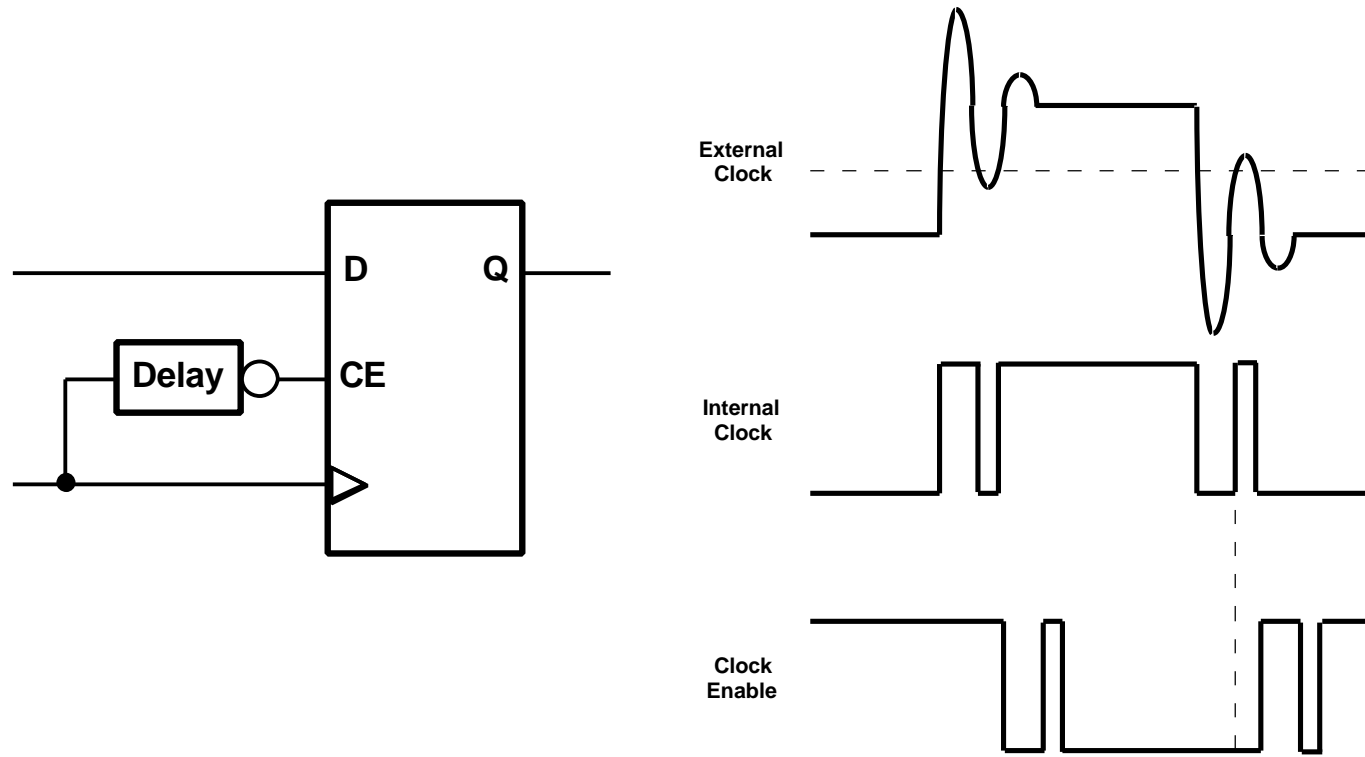 D
Q
Delay
CE
External
Clock
Internal
Clock
Clock
Enable